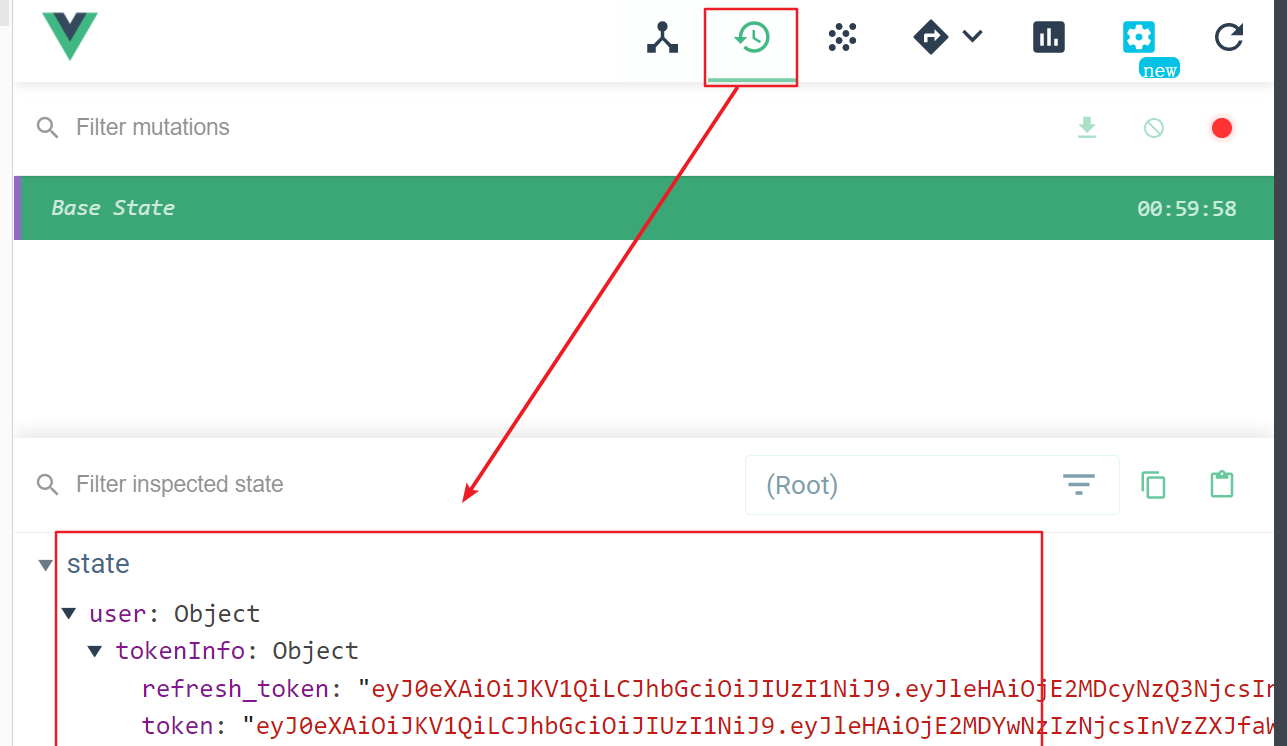 new
Filter mutations
Base State 00:59:58
Filter inspected state (Root)
state
user: Object
tokenInfo: Object
refresh_token: "eyJ0eXAiOiJKV1QiLCJhbGciOiJIUzI1NiJ9.eyJleHAiOjE2MDcyNzQ3NjcsIn
token: "eyJ0eXAiOiJKV1QiLCJhbGciOiJIUzI1NiJ9.eyJleHAiOjE2MDYwNzIzNjcsInVzZXJfaW